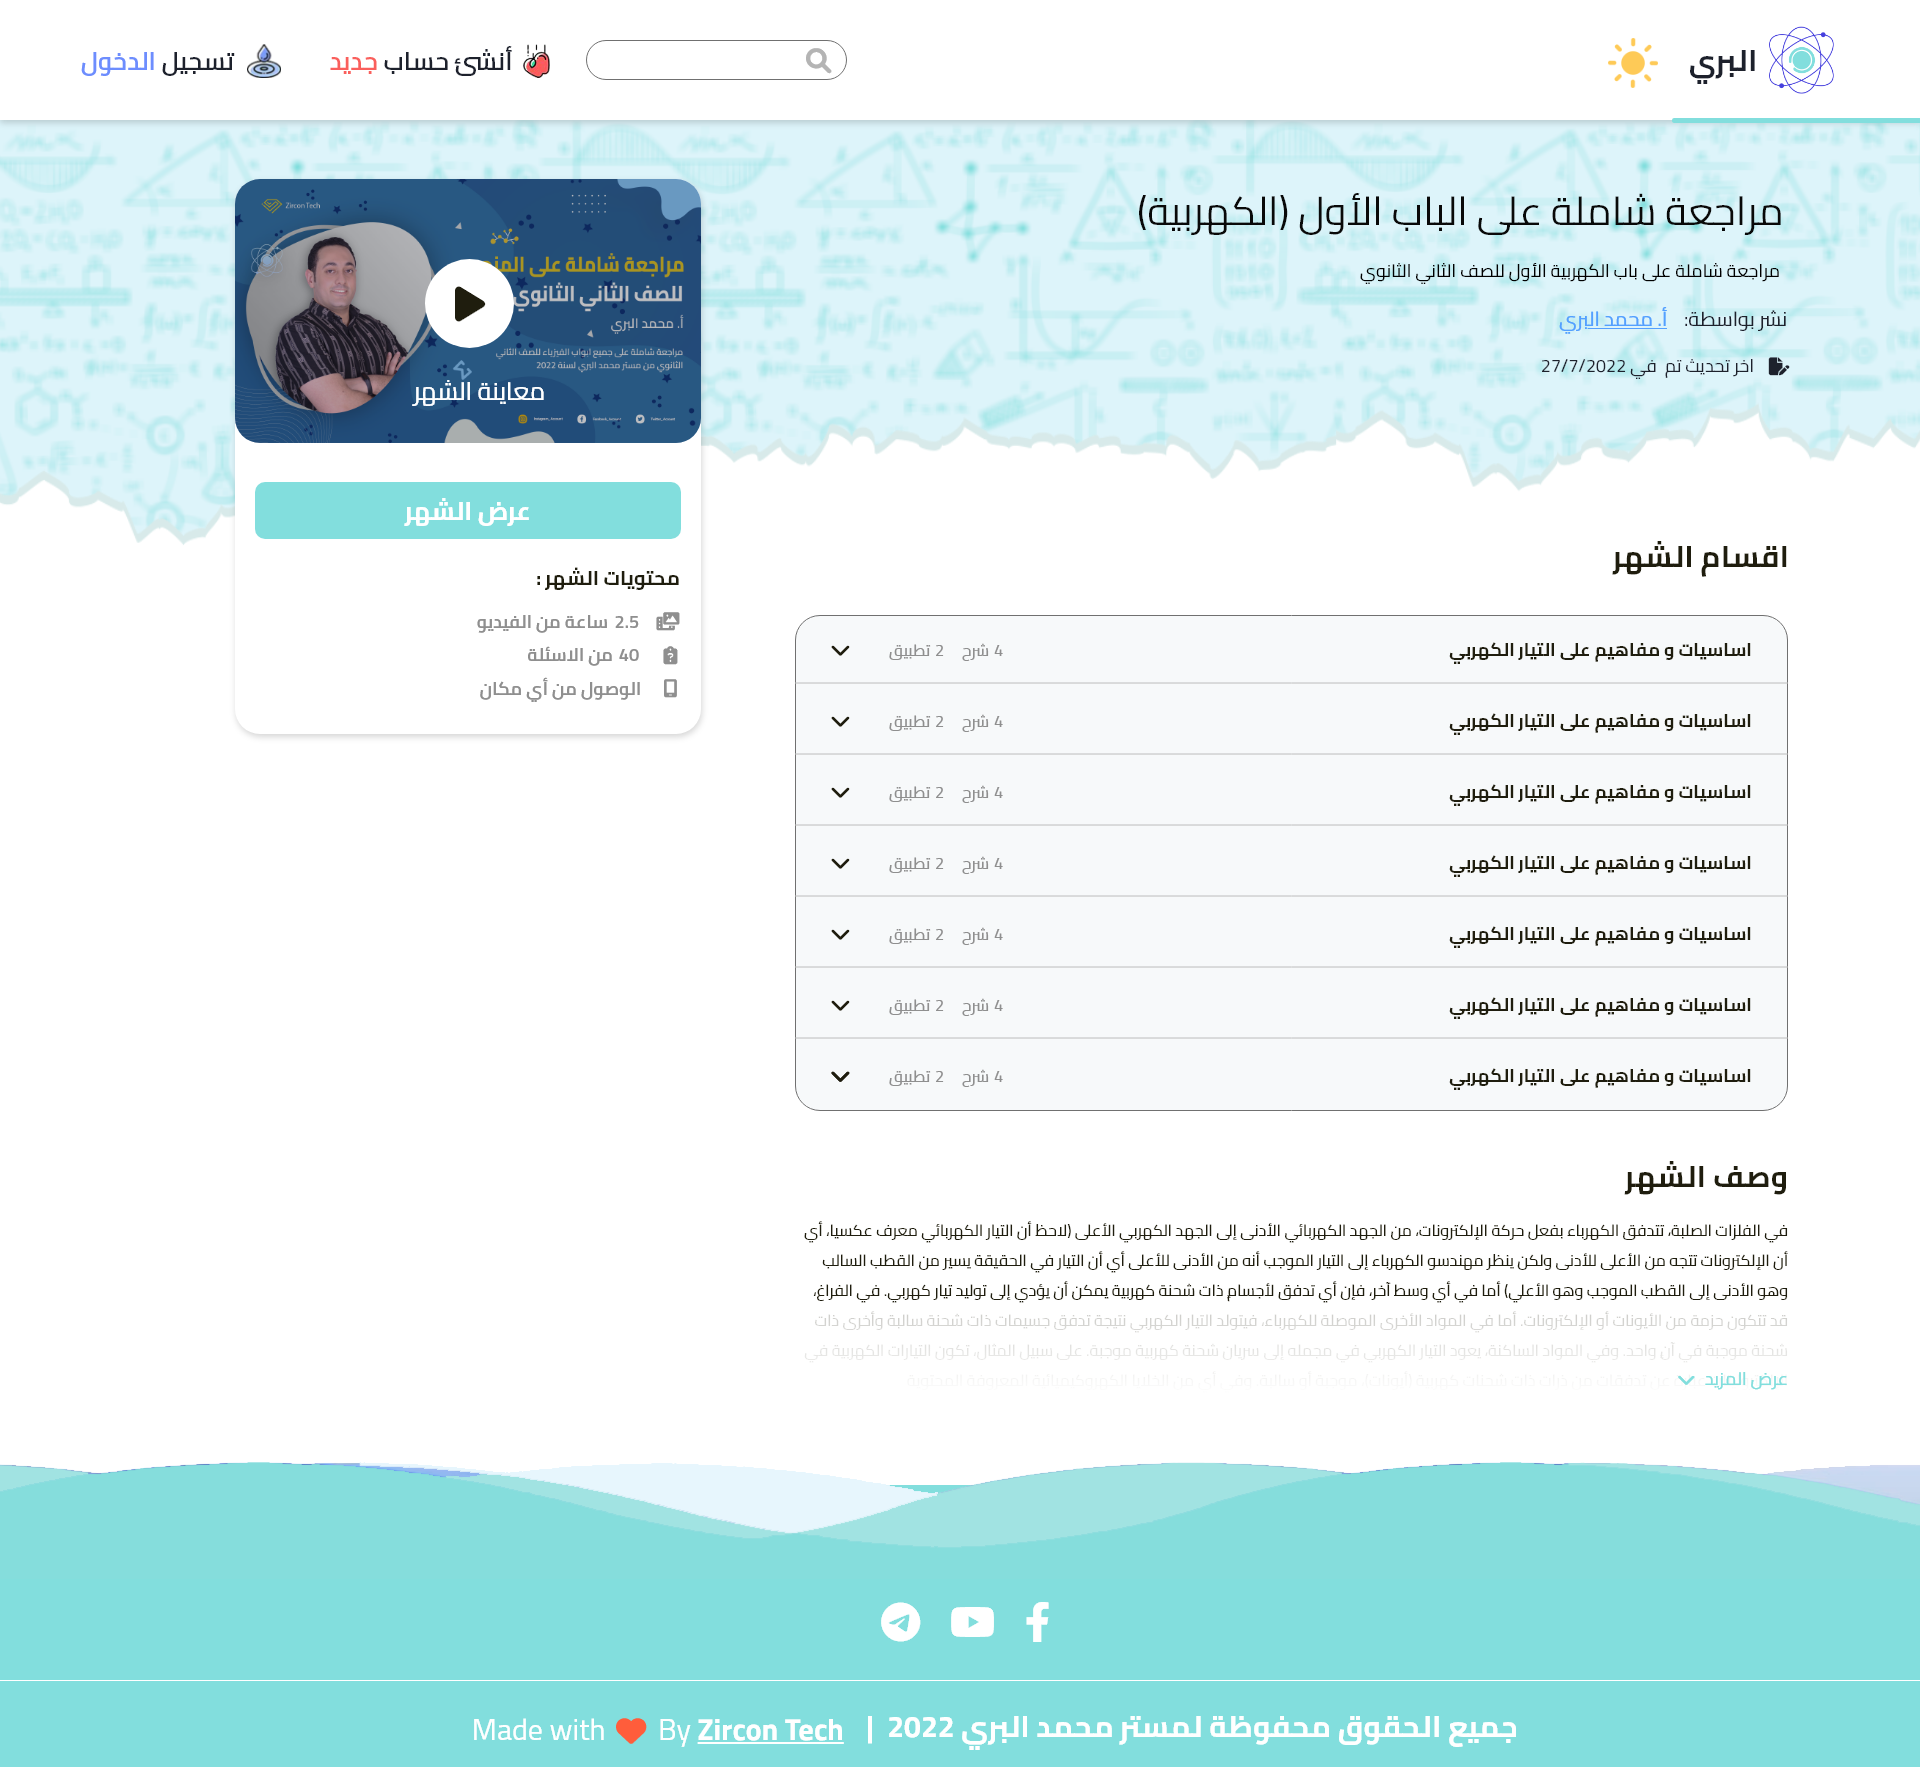 البري
أنشئ حساب جديد
تسجيل الدخول
مراجعة شاملة على الباب الأول (الكهربية)
مراجعة شاملة على باب الكهربية الأول للصف الثاني الثانوي
نشر بواسطة: أ. محمد البري
اخر تحديث تم في 27/7/2022
Zircon Tech
مراجعة شاملة على
للصف الثاني الثانوي
أ. محمد البري
مراجعة شاملة على جميع ابواب الفيزياء للصف الثاني
الثانوي من مستر محمد البري لسنة 2022
معاينة الشهر
عرض الشهر
محتويات الشهر :
2.5 ساعة من الفيديو
40 من الاسئلة
الوصول من أي مكان
اقسام الشهر
اساسيات و مفاهيم على التيار الكهربي 4 شرح 2 تطبيق
اساسيات و مفاهيم على التيار الكهربي 4 شرح 2 تطبيق
اساسيات و مفاهيم على التيار الكهربي 4 شرح 2 تطبيق
اساسيات و مفاهيم على التيار الكهربي 4 شرح 2 تطبيق
اساسيات و مفاهيم على التيار الكهربي 4 شرح 2 تطبيق
اساسيات و مفاهيم على التيار الكهربي 4 شرح 2 تطبيق
اساسيات و مفاهيم على التيار الكهربي 4 شرح 2 تطبيق
وصف الشهر
في الفلزات الصلبة، تتدفق الكهرباء بفعل حركة الإلكترونات، من الجهد الكهربائي الأدنى إلى الجهد الكهربي الأعلى (لاحظ أن التيار الكهربائي معرف عكسيا، أي
أن الإلكترونات تتجه من الأعلى للأدنى ولكن ينظر مهندسو الكهرباء إلى التيار الموجب أنه من الأدنى للأعلى أي أن التيار في الحقيقة يسير من القطب السالب
وهو الأدنى إلى القطب الموجب وهو الأعلي) أما في أي وسط آخر، فإن أي تدفق لأجسام ذات شحنة كهربية يمكن أن يؤدي إلى توليد تيار كهربي. في الفراغ،
قد تتكون حزمة من الأيونات أو الإلكترونات. أما في المواد الأخرى الموصلة للكهرباء، فيتولد التيار الكهربي نتيجة تدفق جسيمات ذات شحنة سالبة وأخرى ذات
شحنة موجبة في آن واحد. وفي المواد الساكنة، يعود التيار الكهربي في مجمله إلى سريان شحنة كهربية موجبة. على سبيل المثال، تكون التيارات الكهربية في
عرض المزيد
جميع الحقوق محفوظة لمستر محمد البري 2022 | Made with By Zircon Tech